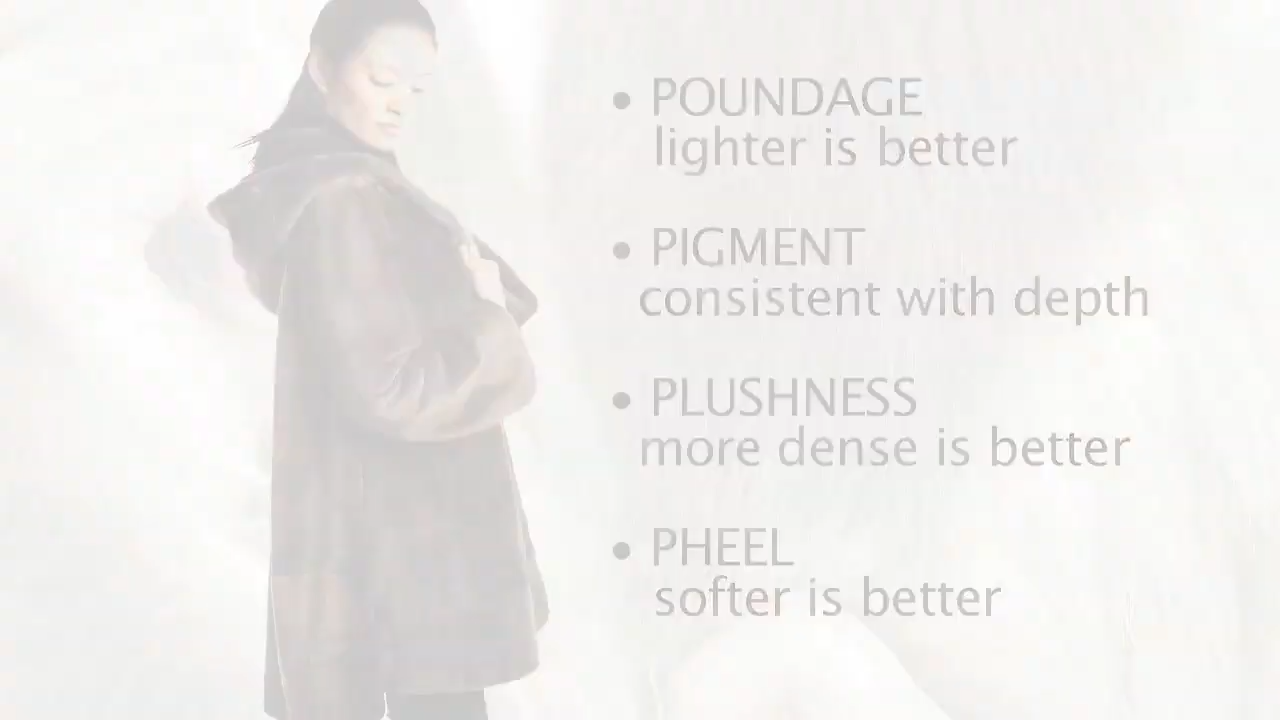 • POUNDAGE
lighter is better
• PIGMENT
consistent with depth
• PLUSHNESS
more dense is better
• PHEEL
softer is better